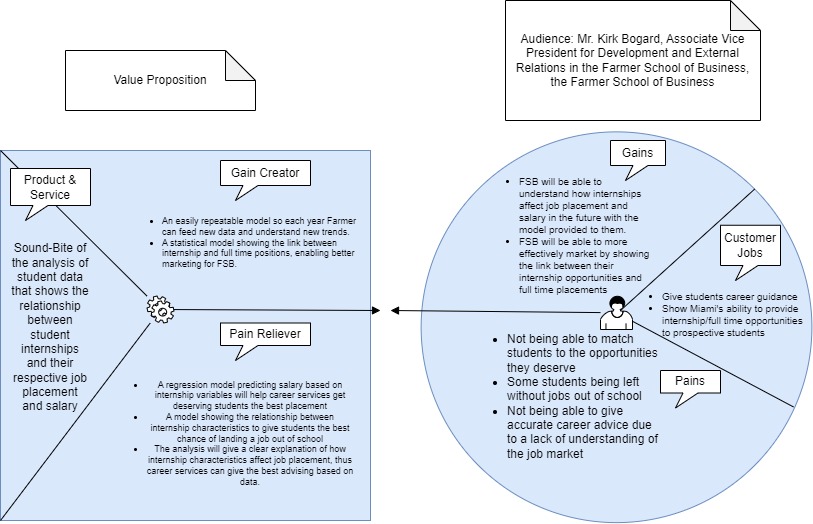 Value Proposition
Audience: Mr. Kirk Bogard, Associate Vice
President for Development and External
Relations in the Farmer School of Business,
the Farmer School of Business
Product &
Service
Sound-Bite of
the analysis of
student data
that shows the
relationship
between
student
internships
and their
respective job
placement
and salary
Gain Creator
• An easily repeatable model so each year Farmer
can feed new data and understand new trends.
• A statistical model showing the link between
internship and full time positions, enabling better
marketing for FSB.
Pain Reliever
• A regression model predicting salary based on
internship variables will help career services get
deserving students the best placement
• A model showing the relationship between
internship characteristics to give students the best
chance of landing a job out of school
• The analysis will give a clear explanation of how
internship characteristics affect job placement, thus
career services can give the best advising based on
data.
Gains
• FSB will be able to
understand how internships
affect job placement and
salary in the future with the
model provided to them.
• FSB will be able to more
effectively market by showing
the link between their
internship opportunities and
full time placements
Customer
Jobs
• Give students career guidance
• Show Miami's ability to provide
internship/full time opportunities
to prospective students
Pains
• Not being able to match
students to the opportunities
they deserve
• Some students being left
without jobs out of school
• Not being able to give
accurate career advice due
to a lack of understanding of
the job market